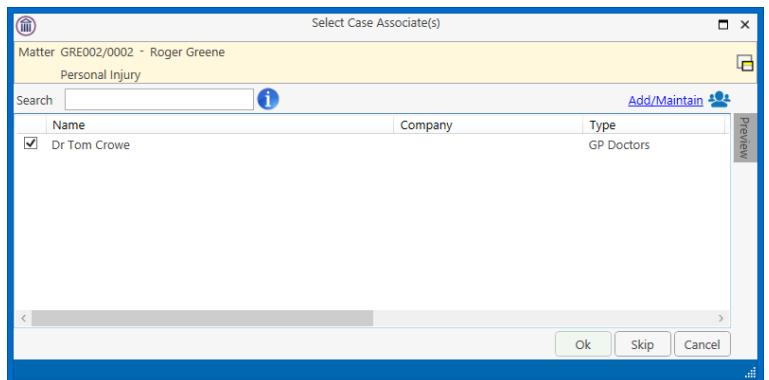 Select Case Associate(s)
Matter GRE002/0002 - Roger Greene
Personal Injury
Search
Add/Maintain
Name Company Type
Dr Tom Crowe GP Doctors
Preview
Ok Skip Cancel